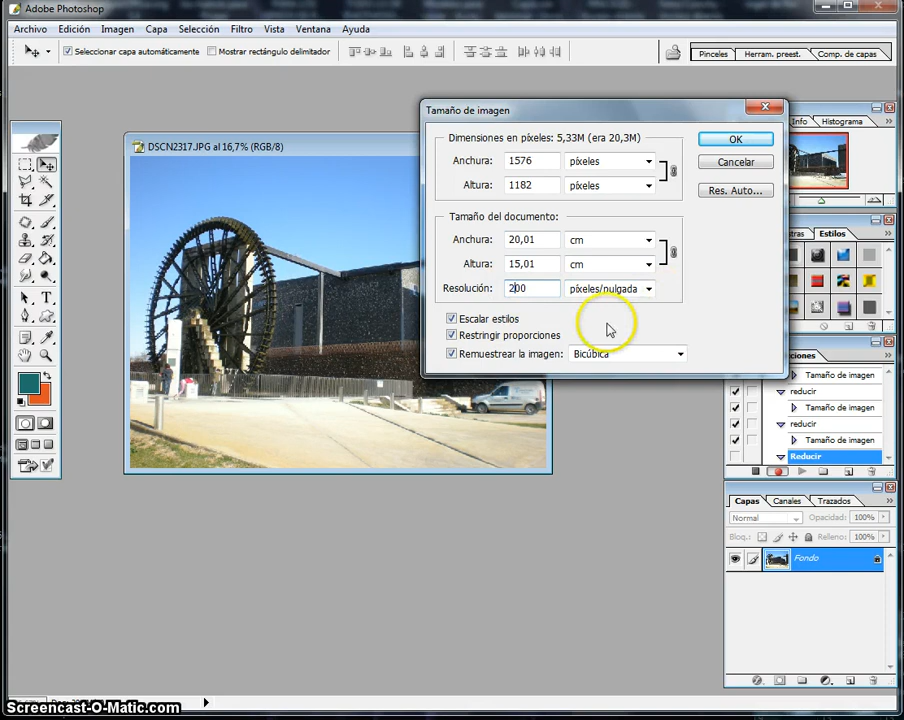 Adobe Photoshop
Archivo Edición Imagen Capa Selección Filtro Vista Ventana Ayuda
Seleccionar capa automáticamente Mostrar rectángulo delimitador
Pinceles Herram. preest. Comp. de capas
DSCN2317.JPG al 16,7% (RGB/8)
Tamaño de imagen
Dimensiones en píxeles: 5,33M (era 20,3M)
Anchura: 1576 píxeles
Altura: 1182 píxeles
Tamaño del documento:
Anchura: 20,01 cm
Altura: 15,01 cm
Resolución: 200 píxeles/pulgada
Escalar estilos
Restringir proporciones
Remuestrear la imagen: Bicúbica
OK
Cancelar
Res. Auto...
Info Histograma
Estilos
Tamaño de imagen
reducir
Tamaño de imagen
reducir
Tamaño de imagen
Reducir
Capas Canales Trazados
Normal Opacidad: 100%
Bloq.: Relleno: 100%
Fondo
Screencast-O-Matic.com